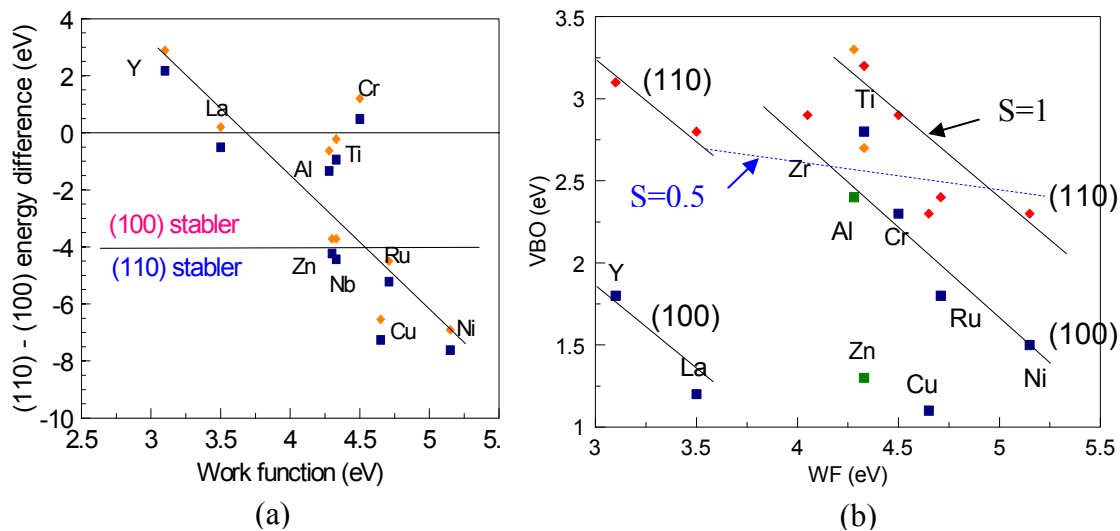 (110) - (100) energy difference (eV)
4
2
0
-2
-4
-6
-8
-10
2.5
3
3.5
4
4.5
5
5.
Work function (eV)
Y
La
Cr
Al
Ti
(100) stabler
(110) stabler
Zn
Nb
Ru
Cu
Ni
(a)
VBO (eV)
3.5
3
2.5
2
1.5
1
3
3.5
4
4.5
5
5.5
WF (eV)
(110)
Ti
S=1
Zr
S=0.5
(110)
Al
Cr
Y
(100)
Ru
(100)
La
Zn
Cu
Ni
(b)